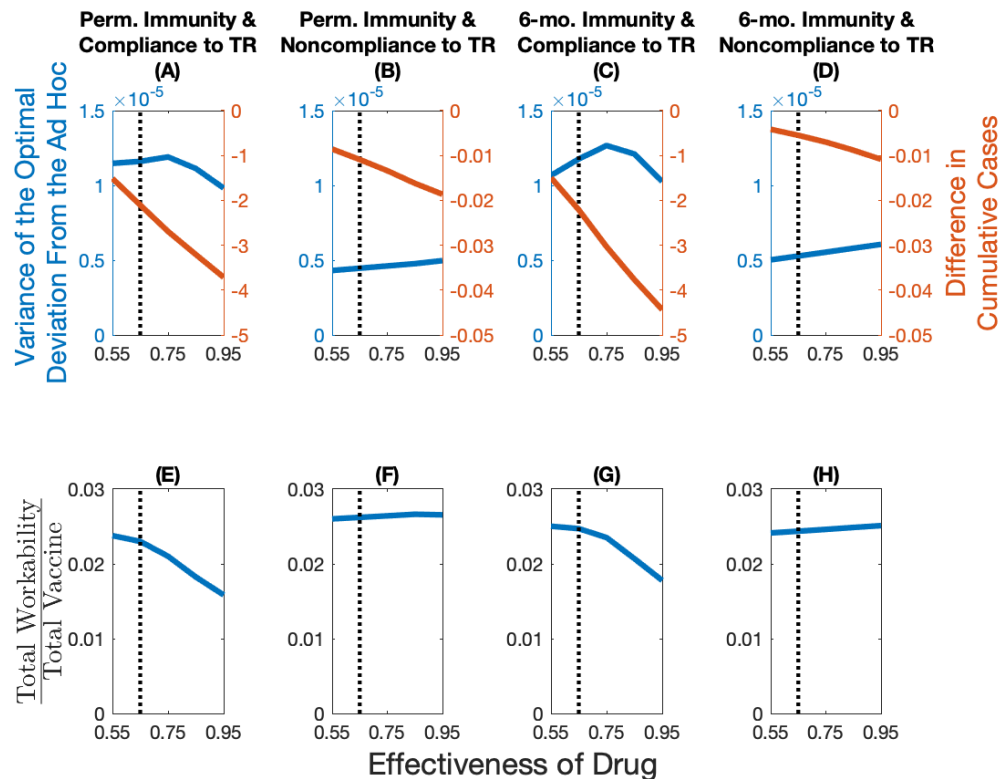 Perm. Immunity & Compliance to TR (A)
Perm. Immunity & Noncompliance to TR (B)
6-mo. Immunity & Compliance to TR (C)
6-mo. Immunity & Noncompliance to TR (D)
Variance of the Optimal
Deviation From the Ad Hoc
× 10^-5
1.5
1
0.5
0
0
-1
-2
-3
-4
-5
0.55 0.75 0.95
× 10^-5
1.5
1
0.5
0
0
-0.01
-0.02
-0.03
-0.04
-0.05
0.55 0.75 0.95
× 10^-5
1.5
1
0.5
0
0
-1
-2
-3
-4
-5
0.55 0.75 0.95
× 10^-5
1.5
1
0.5
0
0
-0.01
-0.02
-0.03
-0.04
-0.05
0.55 0.75 0.95
Difference in
Cumulative Cases
Total Workability
Total Vaccine
(E)
0.03
0.02
0.01
0
0.55 0.75 0.95
(F)
0.03
0.02
0.01
0
0.55 0.75 0.95
(G)
0.03
0.02
0.01
0
0.55 0.75 0.95
(H)
0.03
0.02
0.01
0
0.55 0.75 0.95
Effectiveness of Drug